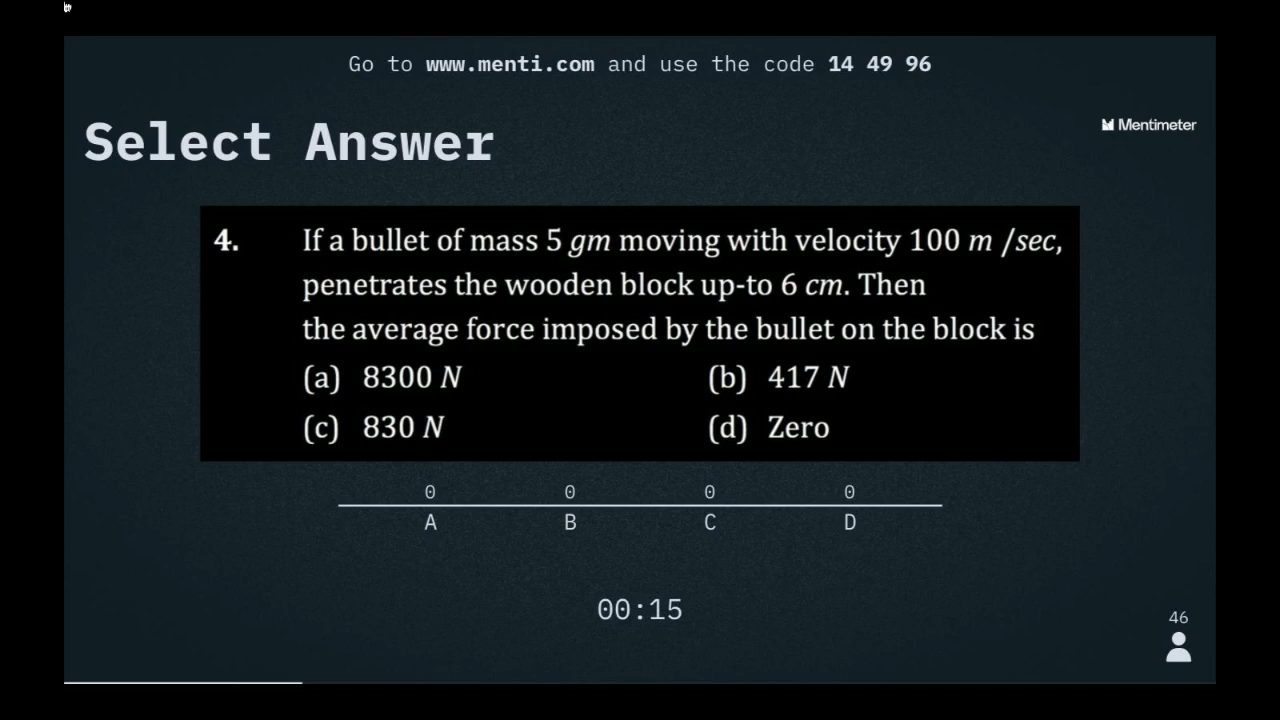 Go to www.menti.com and use the code 14 49 96
Select Answer
Mentimeter
4. If a bullet of mass 5 gm moving with velocity 100 m /sec,
penetrates the wooden block up-to 6 cm. Then
the average force imposed by the bullet on the block is
(a) 8300 N (b) 417 N
(c) 830 N (d) Zero
0 0 0 0
A B C D
00:15
46